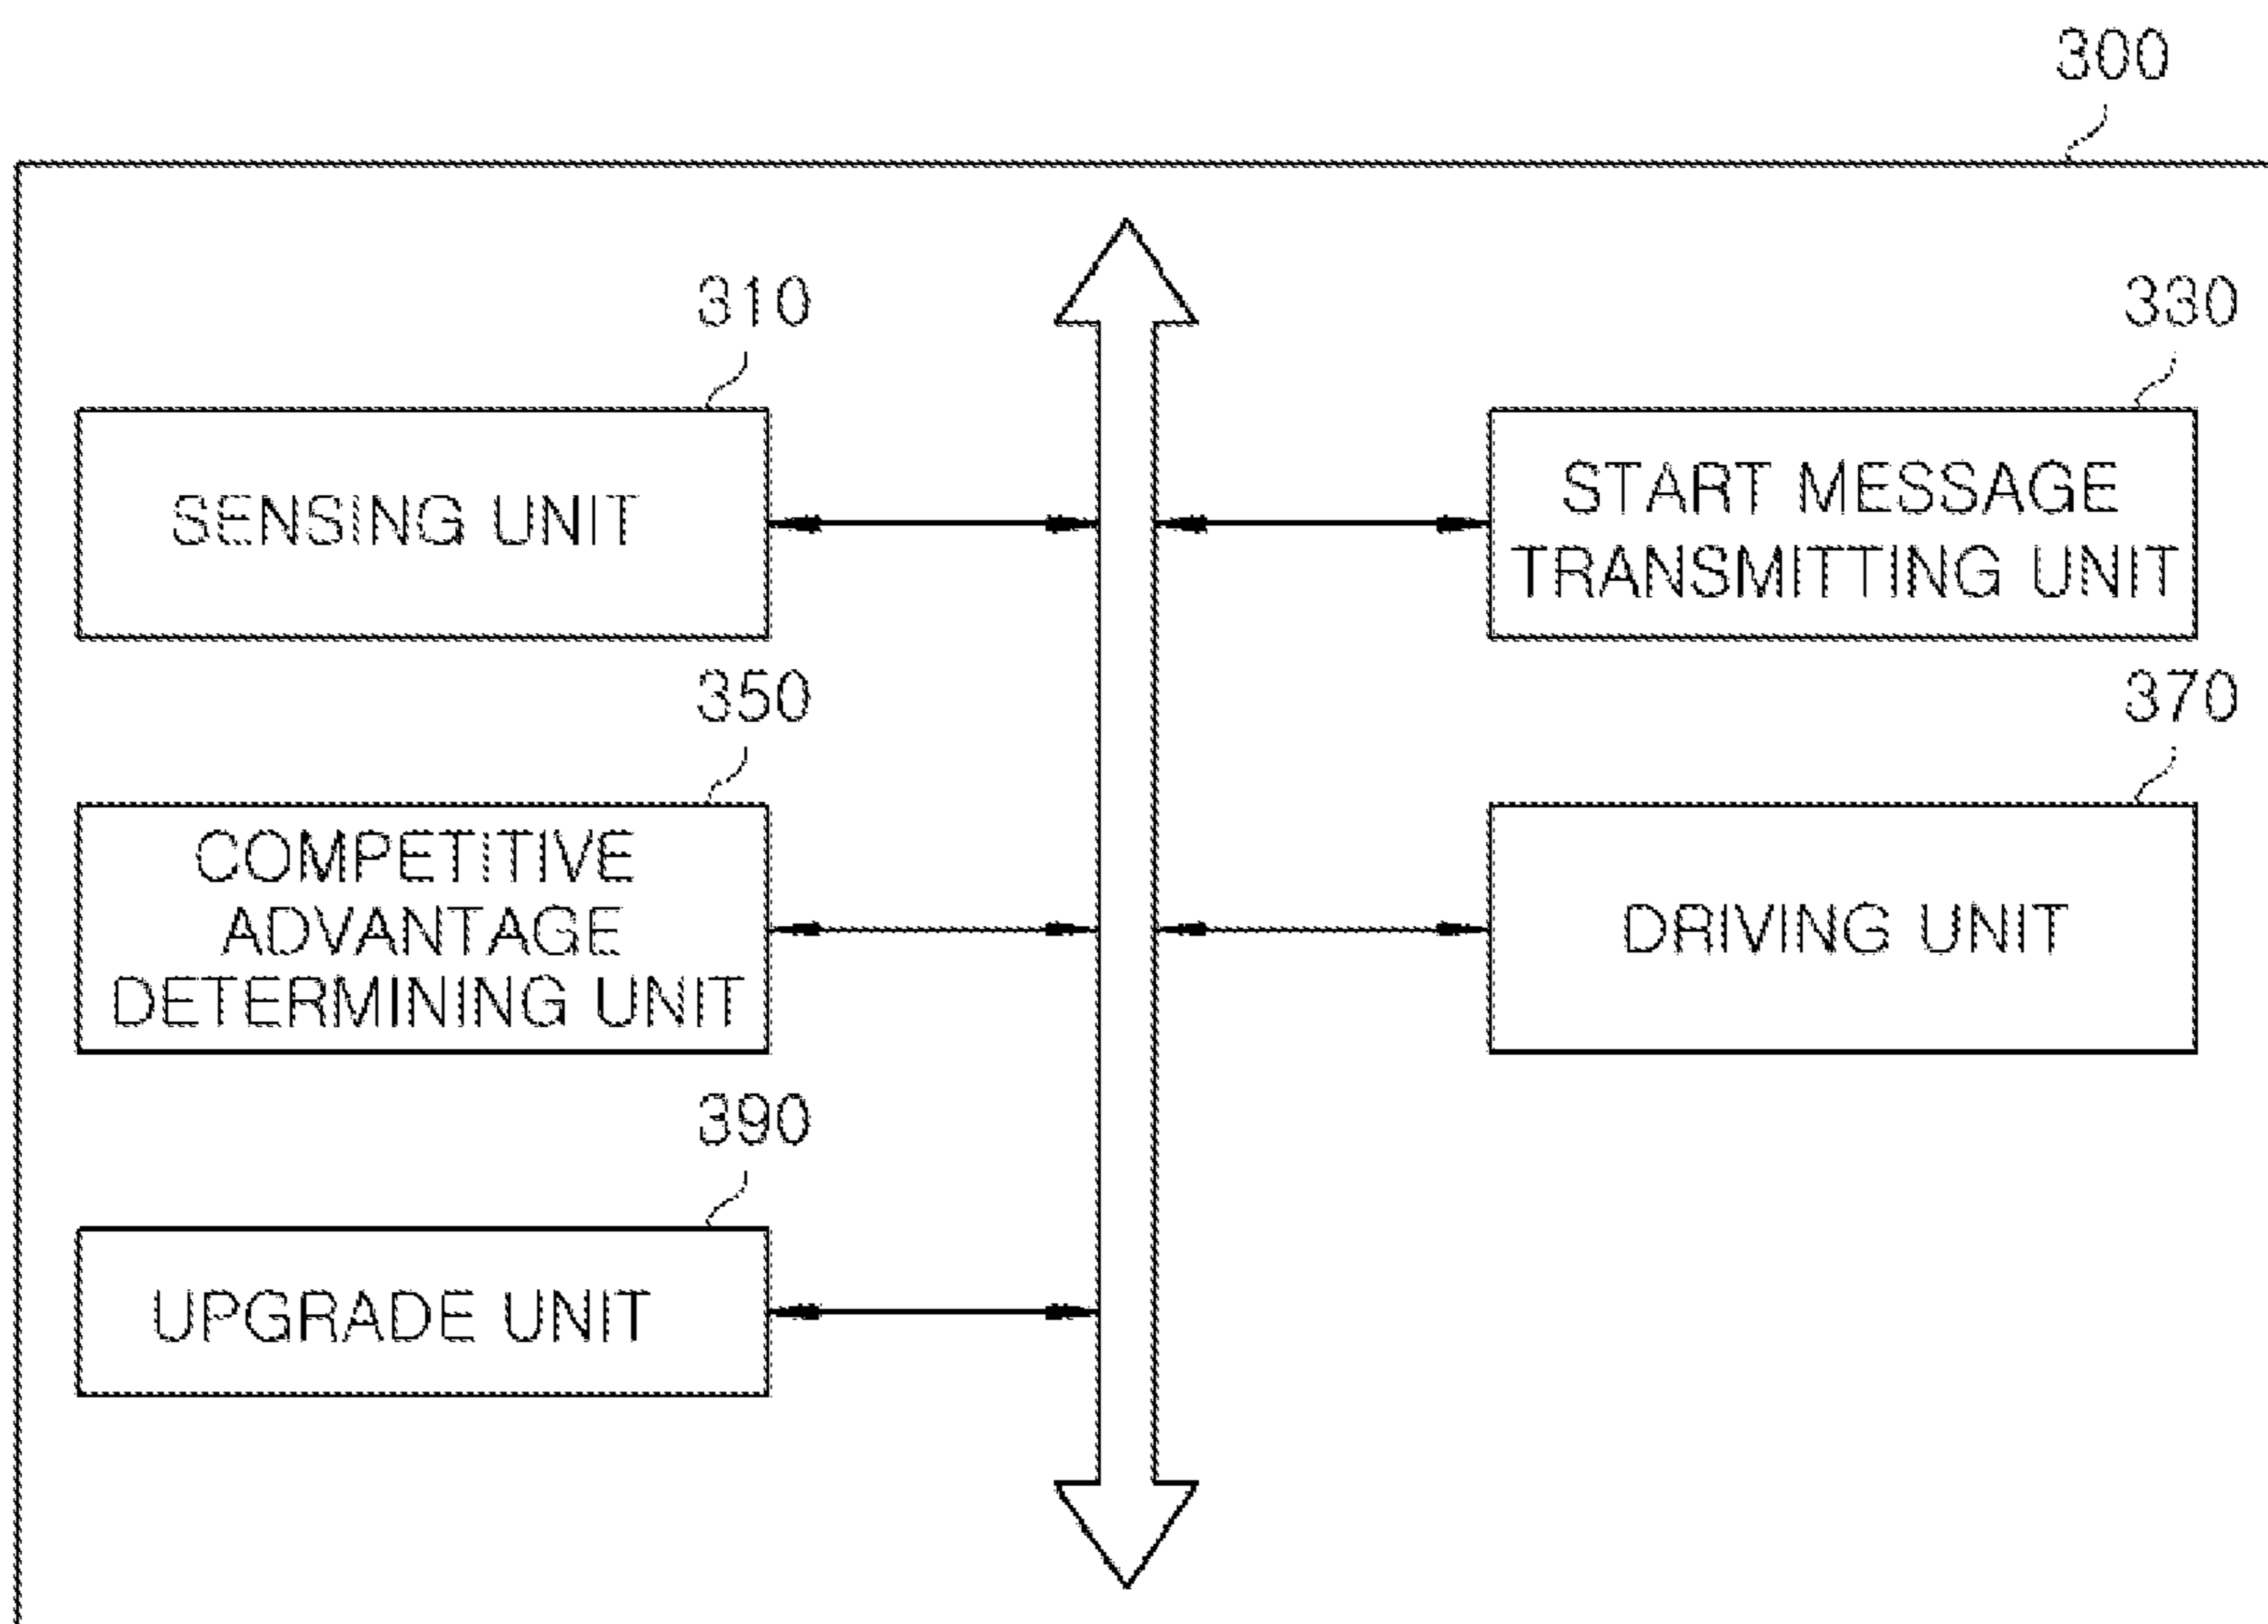 300
310
330
SENSING UNIT
START MESSAGE
TRANSMITTING UNIT
350
370
COMPETITIVE
ADVANTAGE
DETERMINING UNIT
DRIVING UNIT
390
UPGRADE UNIT